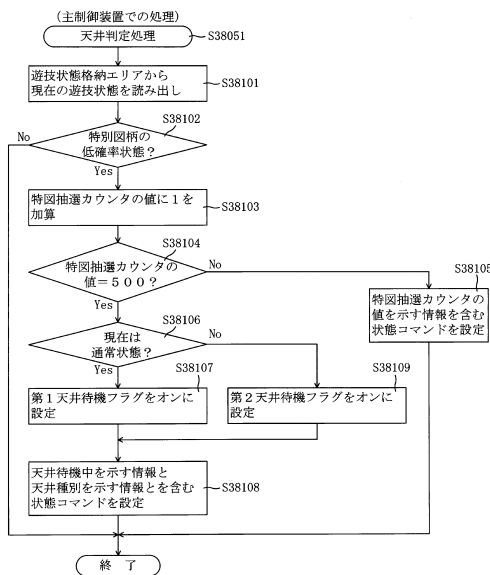 (主制御装置での処理)
天井判定処理
S38051
遊技状態格納エリアから
現在の遊技状態を読み出し
S38101
S38102
No
特別図柄の
低確率状態?
Yes
特図抽選カウンタの値に1を
加算
S38103
S38104
特図抽選カウンタの
値=500?
No
Yes
S38105
特図抽選カウンタの
値を示す情報を含む
状態コマンドを設定
S38106
現在は
通常状態?
No
Yes
S38107
第1天井待機フラグをオンに
設定
S38109
第2天井待機フラグをオンに
設定
天井待機中を示す情報と
天井種別を示す情報とを含む
状態コマンドを設定
S38108
終 了